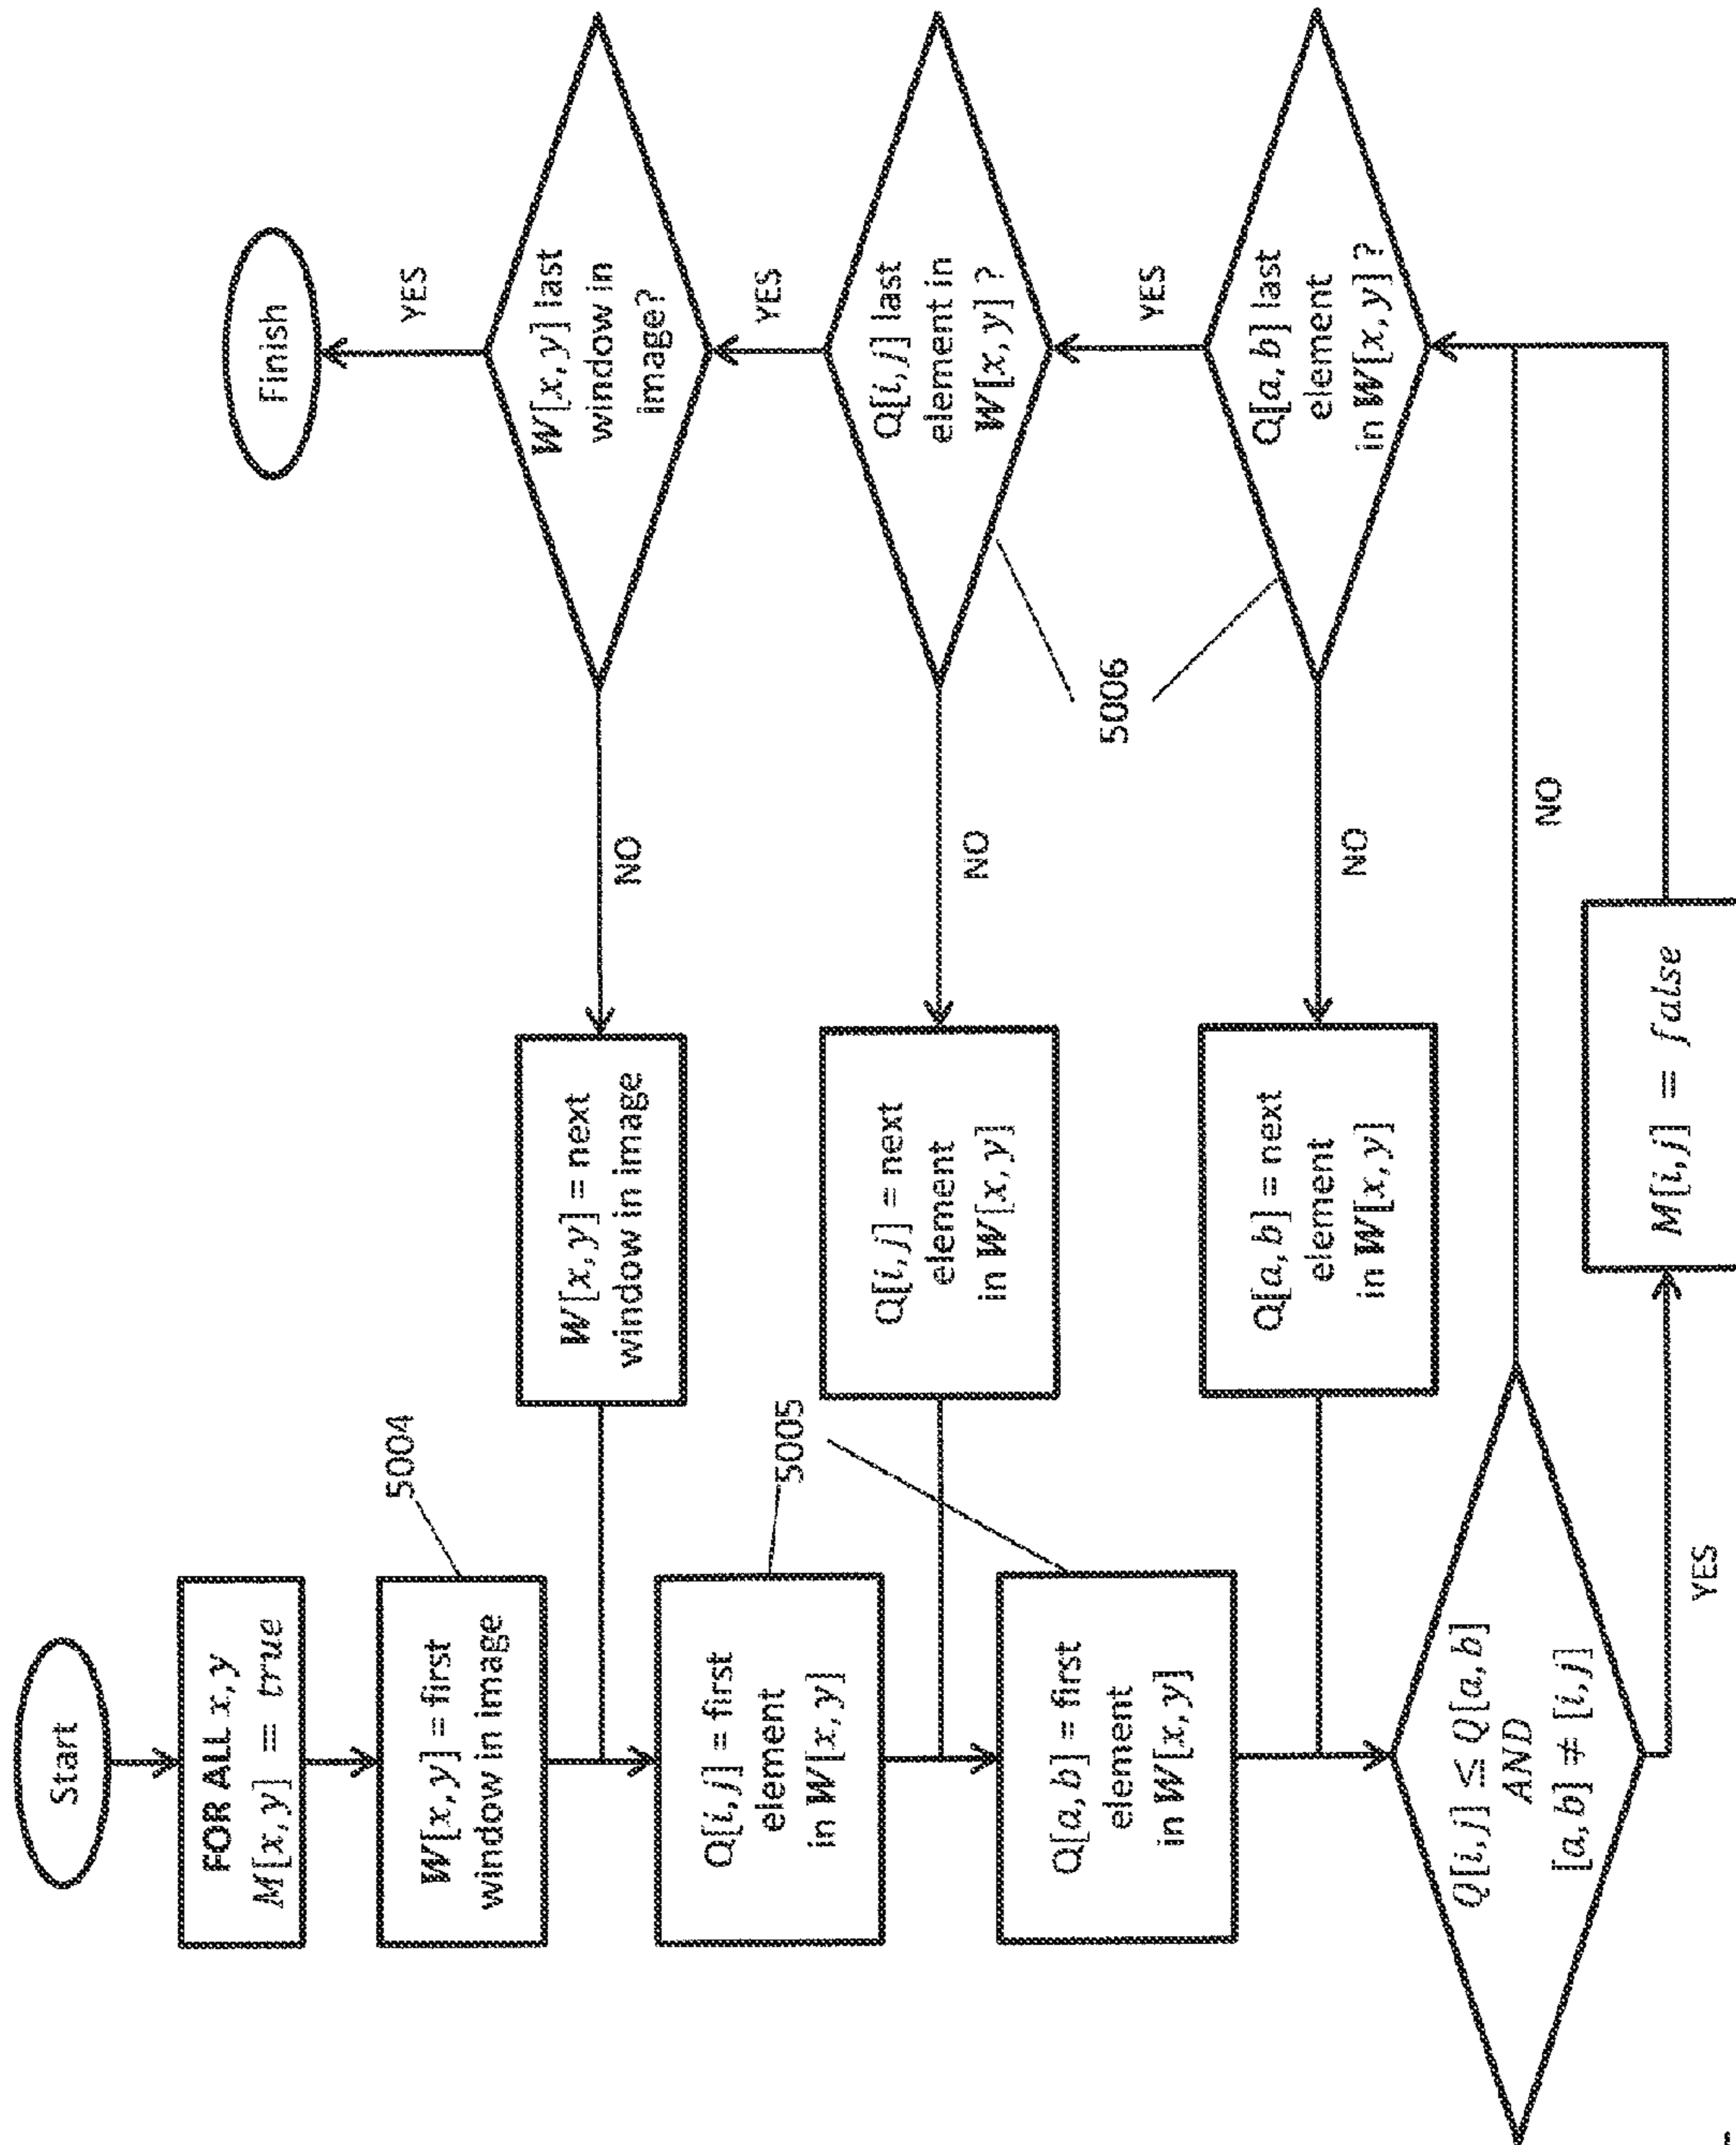 Start
FOR ALL x, y
M[x, y] = true
W[x, y] = first
window in image
5004
Q[i, j] = first
element
in W[x, y]
5005
Q[a, b] = first
element
in W[x, y]
Q[i, j] ≤ Q[a, b]
AND
[a, b] ≠ [i, j]
YES
NO
M[i, j] = false
W[x, y] = next
window in image
Q[i, j] = next
element
in W[x, y]
Q[a, b] = next
element
in W[x, y]
NO
NO
NO
5006
Finish
YES
W[x, y] last
window in
image?
YES
Q[i, j] last
element in
W[x, y] ?
YES
Q[a, b] last
element
in W[x, y] ?